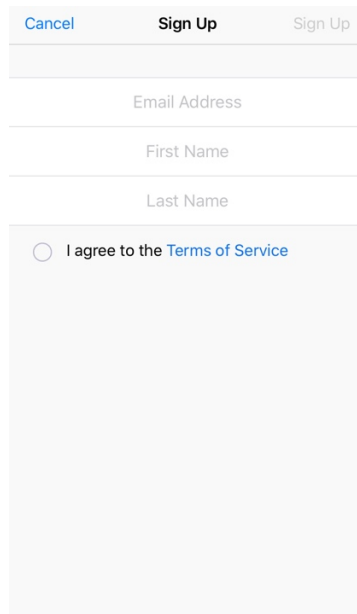 Cancel Sign Up Sign Up
Email Address
First Name
Last Name
I agree to the Terms of Service